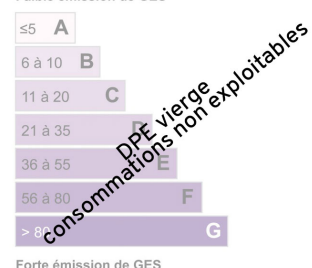 Faible émission de GES
≤5 A
6 à 10 B
11 à 20 C
21 à 35 D
36 à 55 E
56 à 80 F
> 80 G
DPE vierge
consommations non exploitables
Forte émission de GES